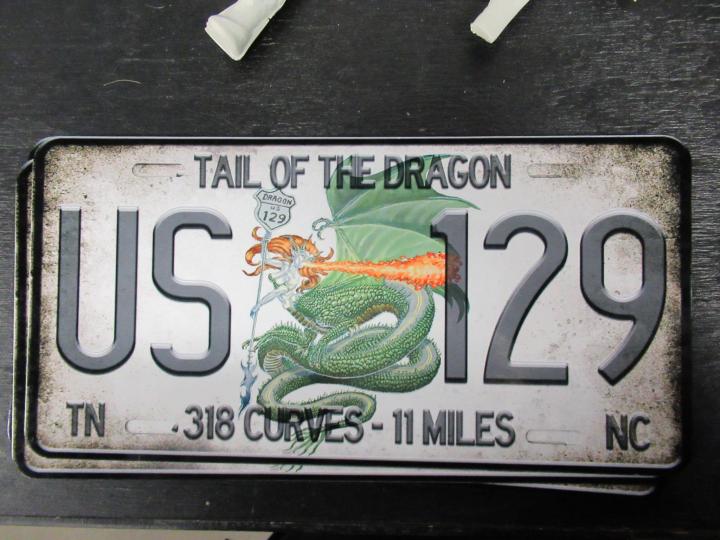 TAIL OF THE DRAGON
DRAGON
US
129
US 129
TN 318 CURVES - 11 MILES NC